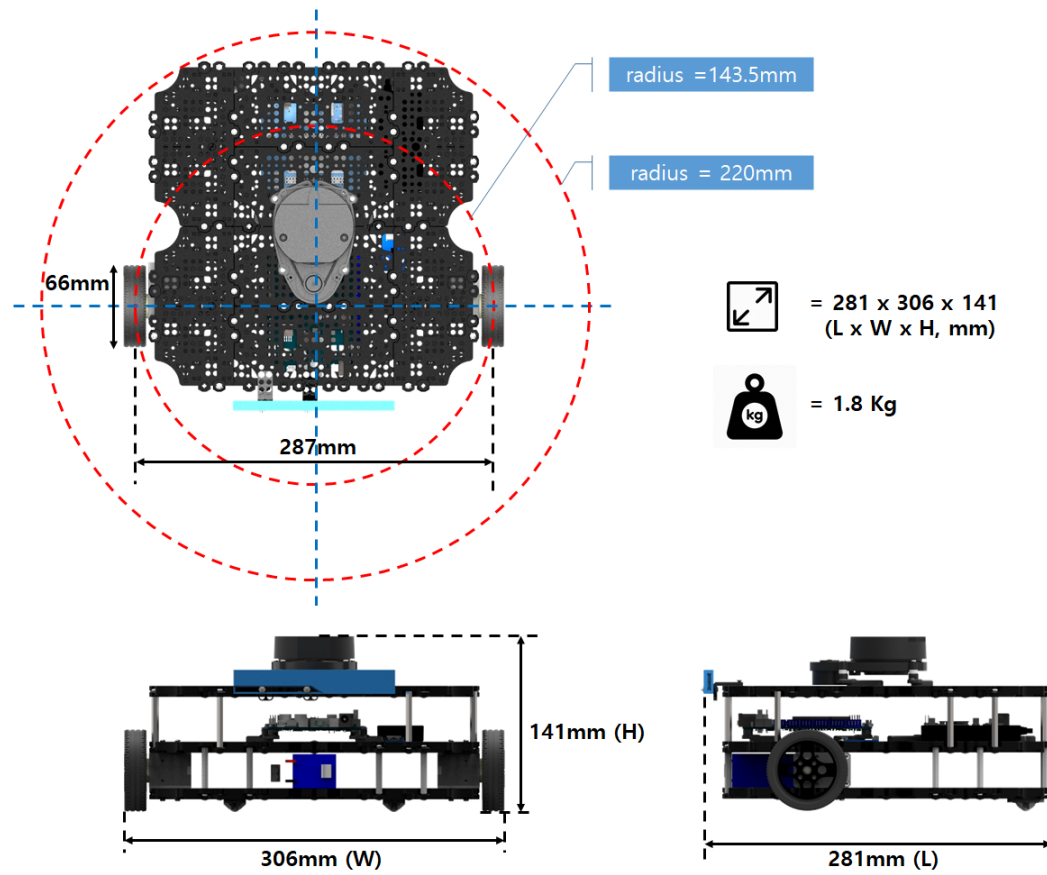 radius =143.5mm
radius = 220mm
66mm
287mm
= 281 x 306 x 141
(L x W x H, mm)
kg
= 1.8 Kg
141mm (H)
306mm (W)
281mm (L)